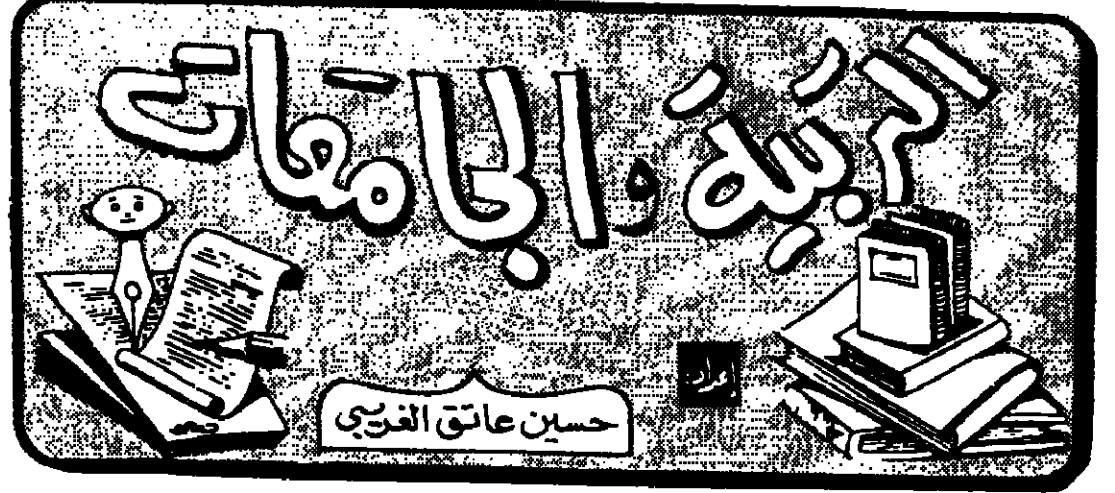 التربية والجامعات
إعداد
حسين عاتق الغريبي